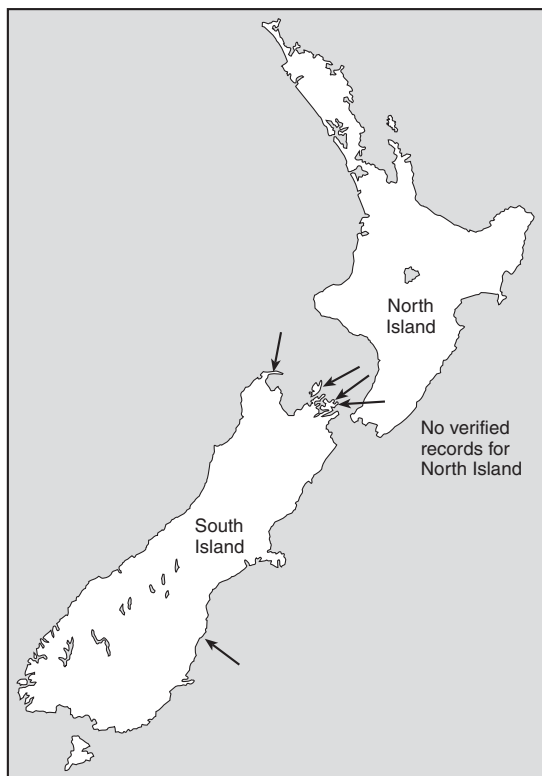 North
Island
No verified
records for
North Island
South
Island